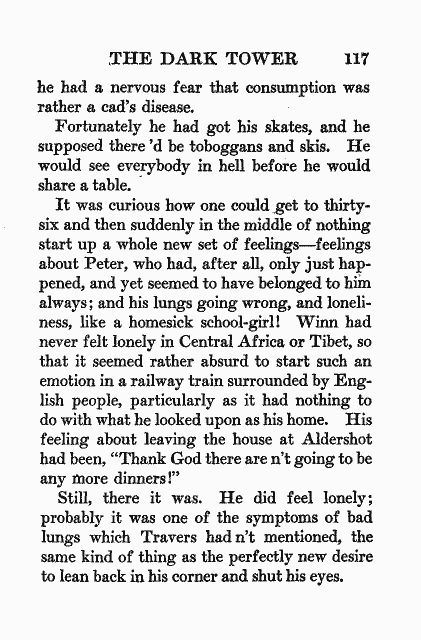 THE DARK TOWER 117
he had a nervous fear that consumption was
rather a cad's disease.
Fortunately he had got his skates, and he
supposed there 'd be toboggans and skis. He
would see everybody in hell before he would
share a table.
It was curious how one could get to thirty-
six and then suddenly in the middle of nothing
start up a whole new set of feelings—feelings
about Peter, who had, after all, only just hap-
pened, and yet seemed to have belonged to him
always; and his lungs going wrong, and loneli-
ness, like a homesick school-girl! Winn had
never felt lonely in Central Africa or Tibet, so
that it seemed rather absurd to start such an
emotion in a railway train surrounded by Eng-
lish people, particularly as it had nothing to
do with what he looked upon as his home. His
feeling about leaving the house at Aldershot
had been, "Thank God there are n't going to be
any more dinners!"
Still, there it was. He did feel lonely;
probably it was one of the symptoms of bad
lungs which Travers had n't mentioned, the
same kind of thing as the perfectly new desire
to lean back in his corner and shut his eyes.